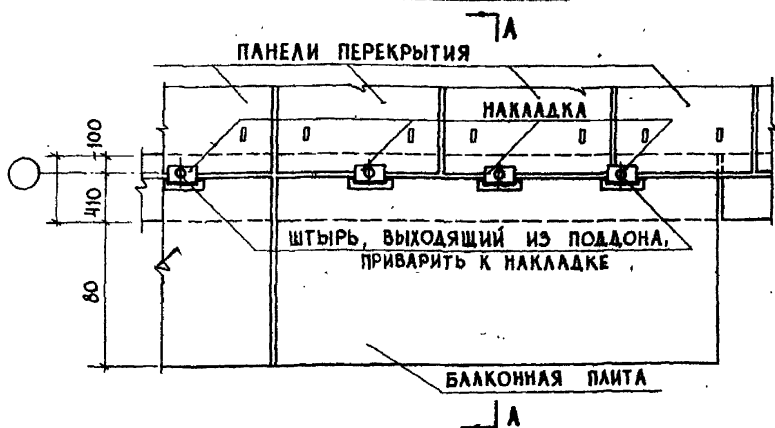 А
ПАНЕЛИ ПЕРЕКРЫТИЯ
НАКЛАДКА
100
410
ШТЫРЬ, ВЫХОДЯЩИЙ ИЗ ПОДДОНА,
ПРИВАРИТЬ К НАКЛАДКЕ
80
БАЛКОННАЯ ПЛИТА
А